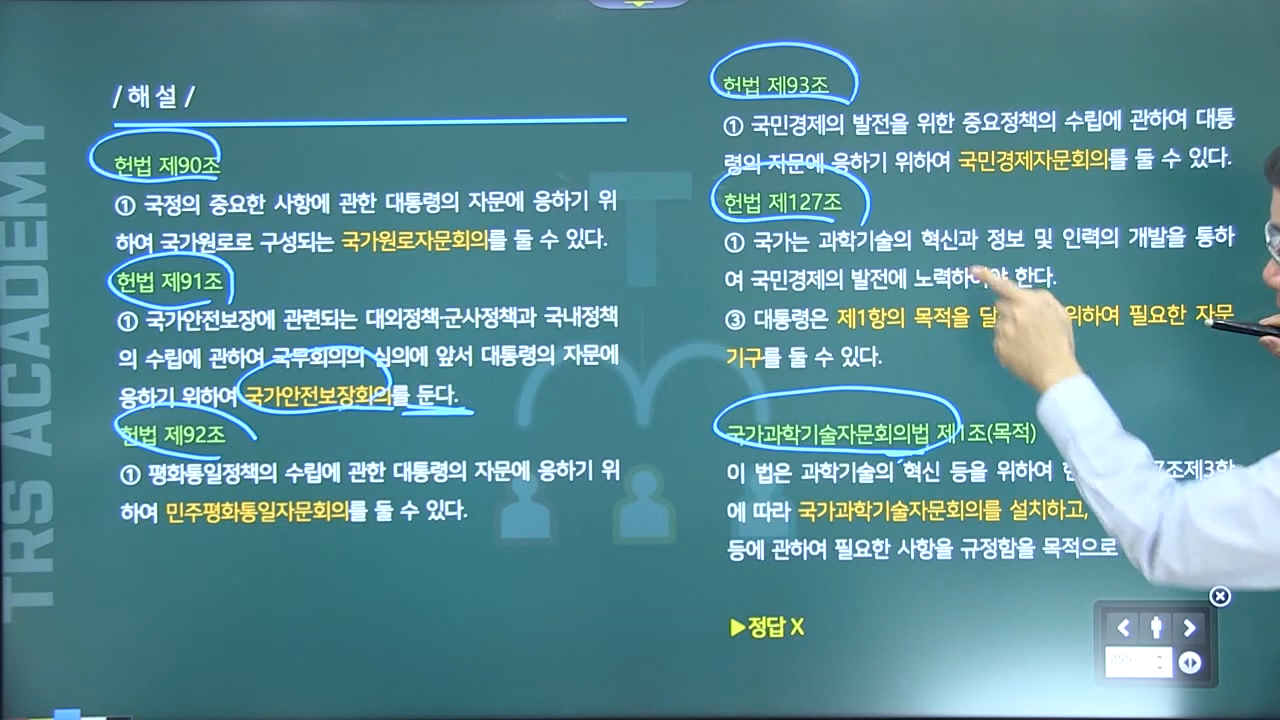 / 해 설 /
헌법 제90조
① 국정의 중요한 사항에 관한 대통령의 자문에 응하기 위
하여 국가원로로 구성되는 국가원로자문회의를 둘 수 있다.
헌법 제91조
① 국가안전보장에 관련되는 대외정책·군사정책과 국내정책
의 수립에 관하여 국무회의의 심의에 앞서 대통령의 자문에
응하기 위하여 국가안전보장회의를 둔다.
헌법 제92조
① 평화통일정책의 수립에 관한 대통령의 자문에 응하기 위
하여 민주평화통일자문회의를 둘 수 있다.
헌법 제93조
① 국민경제의 발전을 위한 중요정책의 수립에 관하여 대통
령의 자문에 응하기 위하여 국민경제자문회의를 둘 수 있다.
헌법 제127조
① 국가는 과학기술의 혁신과 정보 및 인력의 개발을 통하
여 국민경제의 발전에 노력하여야 한다.
③ 대통령은 제1항의 목적을 달 위하여 필요한 자문
기구를 둘 수 있다.
국가과학기술자문회의법 제1조(목적)
이 법은 과학기술의 혁신 등을 위하여 7조제3항
에 따라 국가과학기술자문회의를 설치하고,
등에 관하여 필요한 사항을 규정함을 목적으로
▶정답 X
TRS ACADEMY